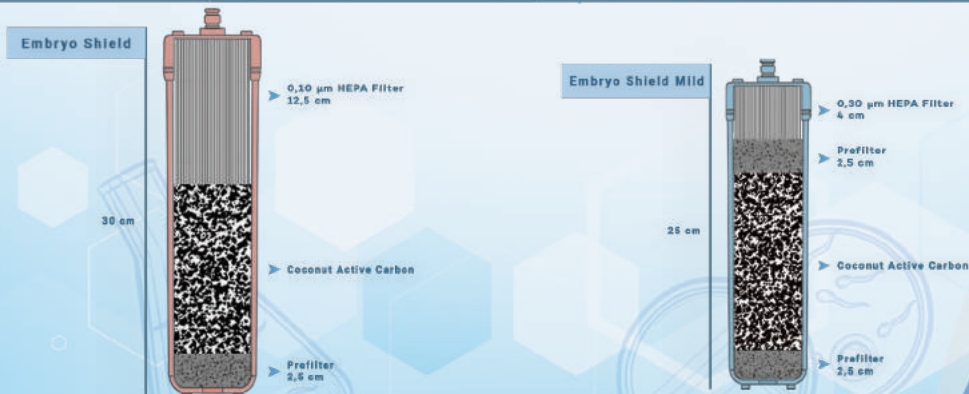 Embryo Shield
0,10 µm HEPA Filter
12,5 cm
30 cm
Coconut Active Carbon
Prefilter
2,5 cm
Embryo Shield Mild
0,30 µm HEPA Filter
4 cm
Prefilter
2,5 cm
25 cm
Coconut Active Carbon
Prefilter
2,5 cm